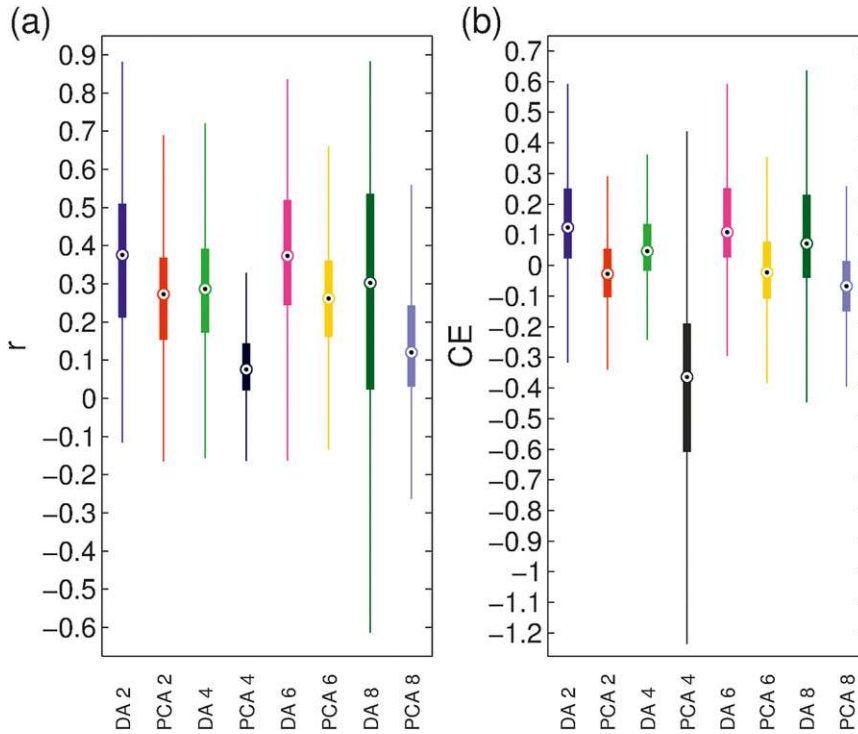 (a)
0.9
0.8
0.7
0.6
0.5
0.4
0.3
0.2
0.1
0
−0.1
−0.2
−0.3
−0.4
−0.5
−0.6
r
DA 2
PCA 2
DA 4
PCA 4
DA 6
PCA 6
DA 8
PCA 8
(b)
0.7
0.6
0.5
0.4
0.3
0.2
0.1
0
−0.1
−0.2
−0.3
−0.4
−0.5
−0.6
−0.7
−0.8
−0.9
−1
−1.1
−1.2
CE
DA 2
PCA 2
DA 4
PCA 4
DA 6
PCA 6
DA 8
PCA 8